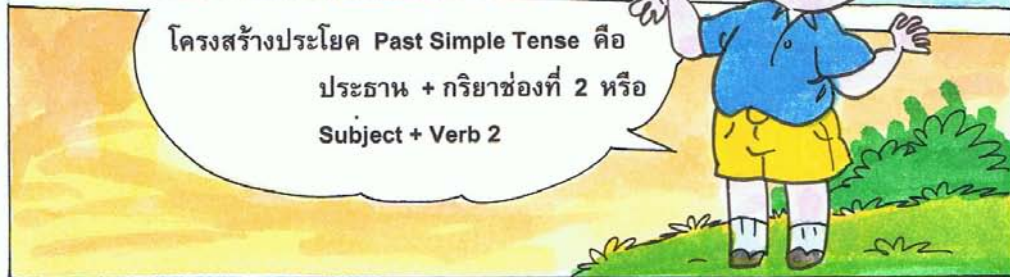 โครงสร้างประโยค Past Simple Tense คือ
ประธาน + กริยาช่องที่ 2 หรือ
Subject + Verb 2